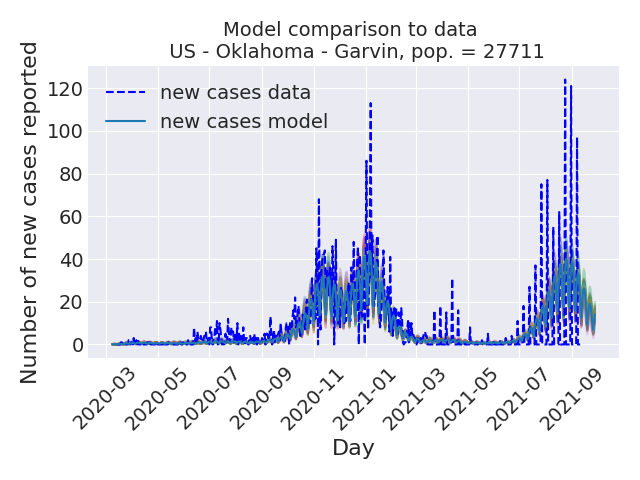 Model comparison to data
US - Oklahoma - Garvin, pop. = 27711
Number of new cases reported
120
100
80
60
40
20
0
new cases data
new cases model
2020-03
2020-05
2020-07
2020-09
2020-11
2021-01
2021-03
2021-05
2021-07
2021-09
Day